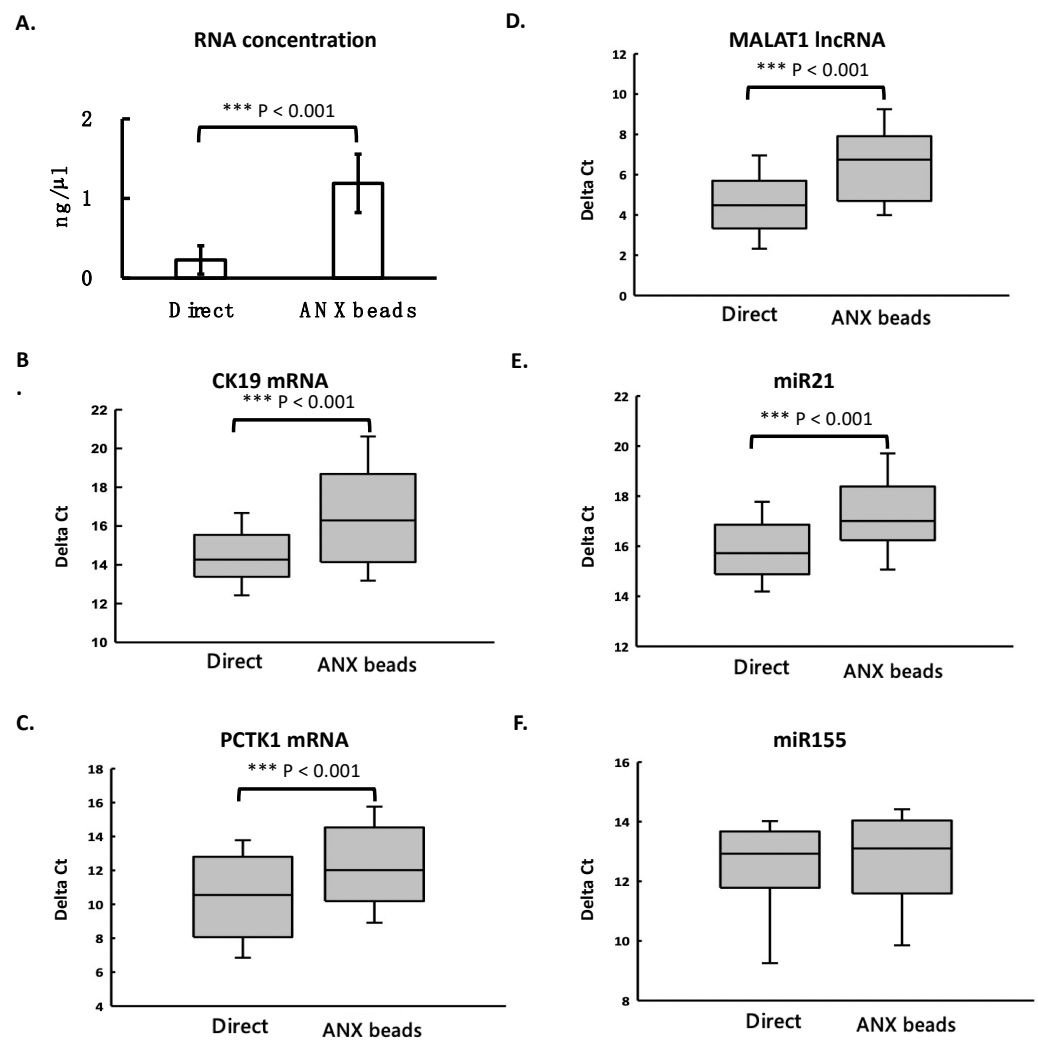 A.
RNA concentration
*** P < 0.001
2
1
0
ng/μl
Direct
ANX beads
B
.
CK19 mRNA
*** P < 0.001
22
20
18
16
14
12
10
Delta Ct
Direct
ANX beads
C.
PCTK1 mRNA
*** P < 0.001
18
16
14
12
10
8
6
4
Delta Ct
Direct
ANX beads
D.
MALAT1 lncRNA
*** P < 0.001
12
10
8
6
4
2
0
Delta Ct
Direct
ANX beads
E.
miR21
*** P < 0.001
22
20
18
16
14
12
Delta Ct
Direct
ANX beads
F.
miR155
16
14
12
10
8
Delta Ct
Direct
ANX beads